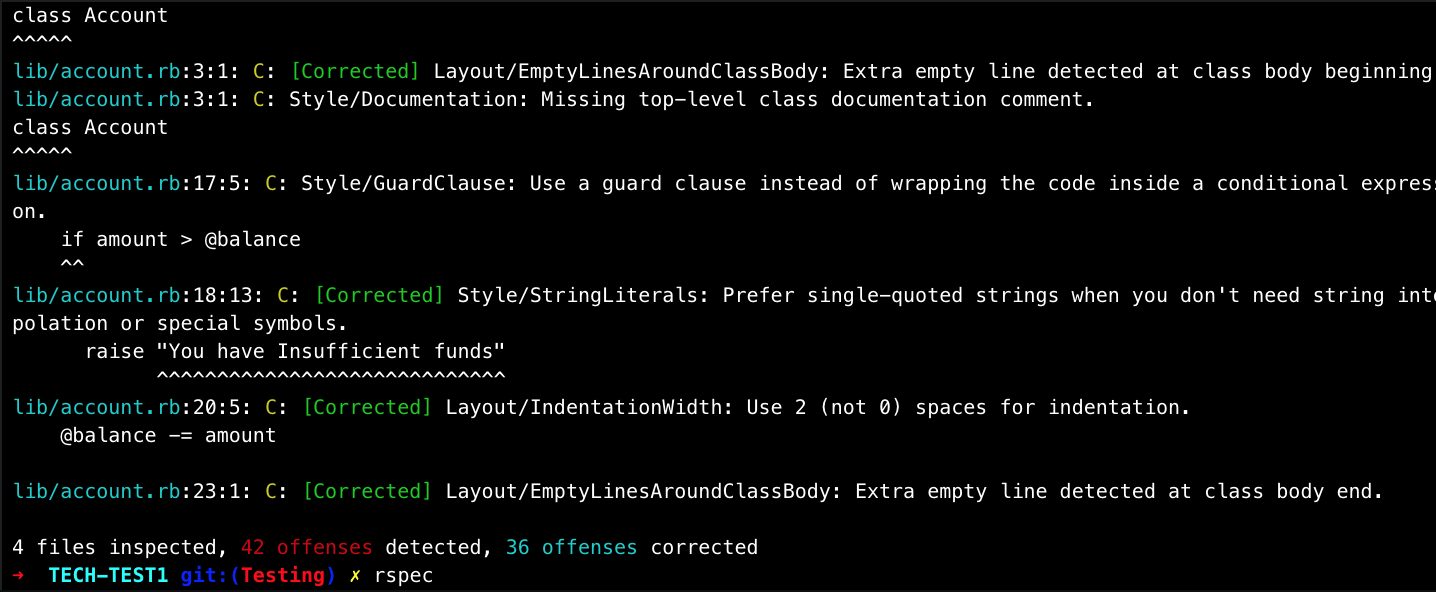 class Account
^^^^^
lib/account.rb:3:1: C: [Corrected] Layout/EmptyLinesAroundClassBody: Extra empty line detected at class body beginning
lib/account.rb:3:1: C: Style/Documentation: Missing top-level class documentation comment.
class Account
^^^^^
lib/account.rb:17:5: C: Style/GuardClause: Use a guard clause instead of wrapping the code inside a conditional expres
on.
    if amount > @balance
    ^^
lib/account.rb:18:13: C: [Corrected] Style/StringLiterals: Prefer single-quoted strings when you don't need string inte
polation or special symbols.
      raise "You have Insufficient funds"
            ^^^^^^^^^^^^^^^^^^^^^^^^^^^^^
lib/account.rb:20:5: C: [Corrected] Layout/IndentationWidth: Use 2 (not 0) spaces for indentation.
    @balance -= amount
lib/account.rb:23:1: C: [Corrected] Layout/EmptyLinesAroundClassBody: Extra empty line detected at class body end.
4 files inspected, 42 offenses detected, 36 offenses corrected
➜  TECH-TEST1 git:(Testing) ✗ rspec